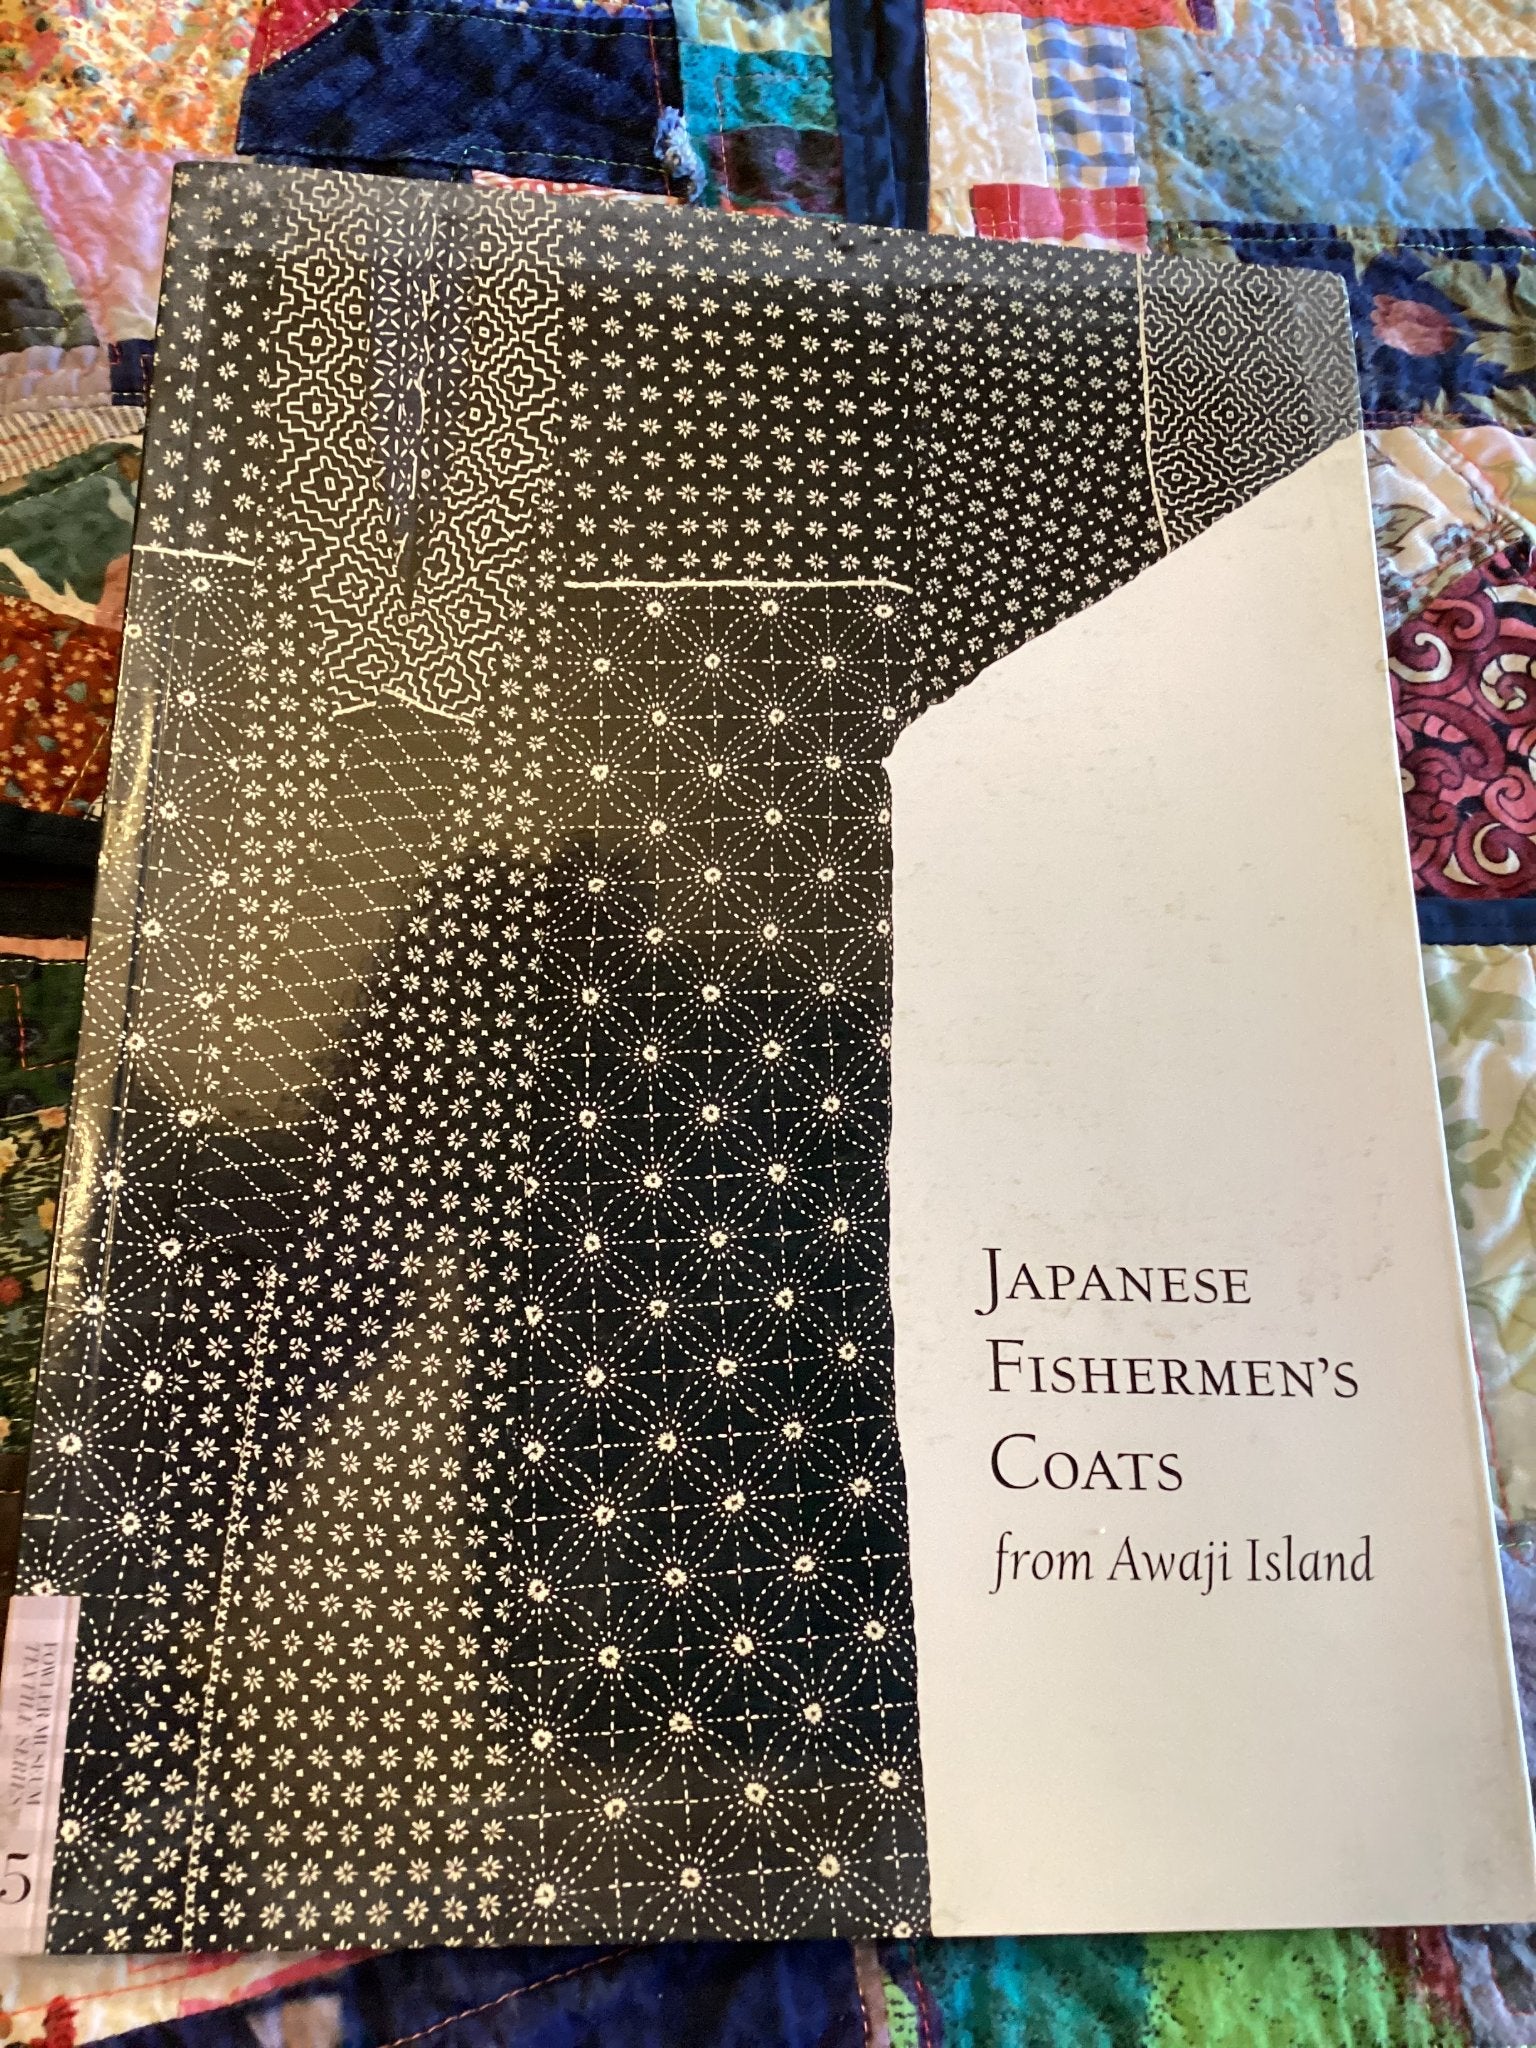 JAPANESE
FISHERMEN'S
COATS
from Awaji Island
FOWLER MUSEUM
TEXTILE SERIES
5